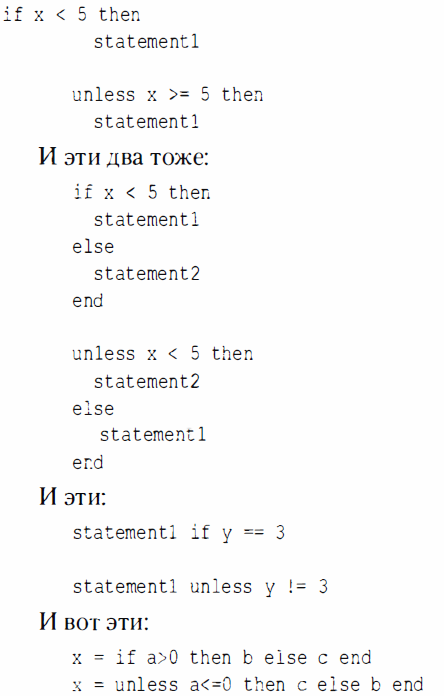 if x < 5 then
statement1
unless x >= 5 then
statement1
И эти два тоже:
if x < 5 then
statement1
else
statement2
end
unless x < 5 then
statement2
else
statement1
end
И эти:
statement1 if y == 3
statement1 unless y != 3
И вот эти:
x = if a>0 then b else c end
x = unless a<=0 then c else b end